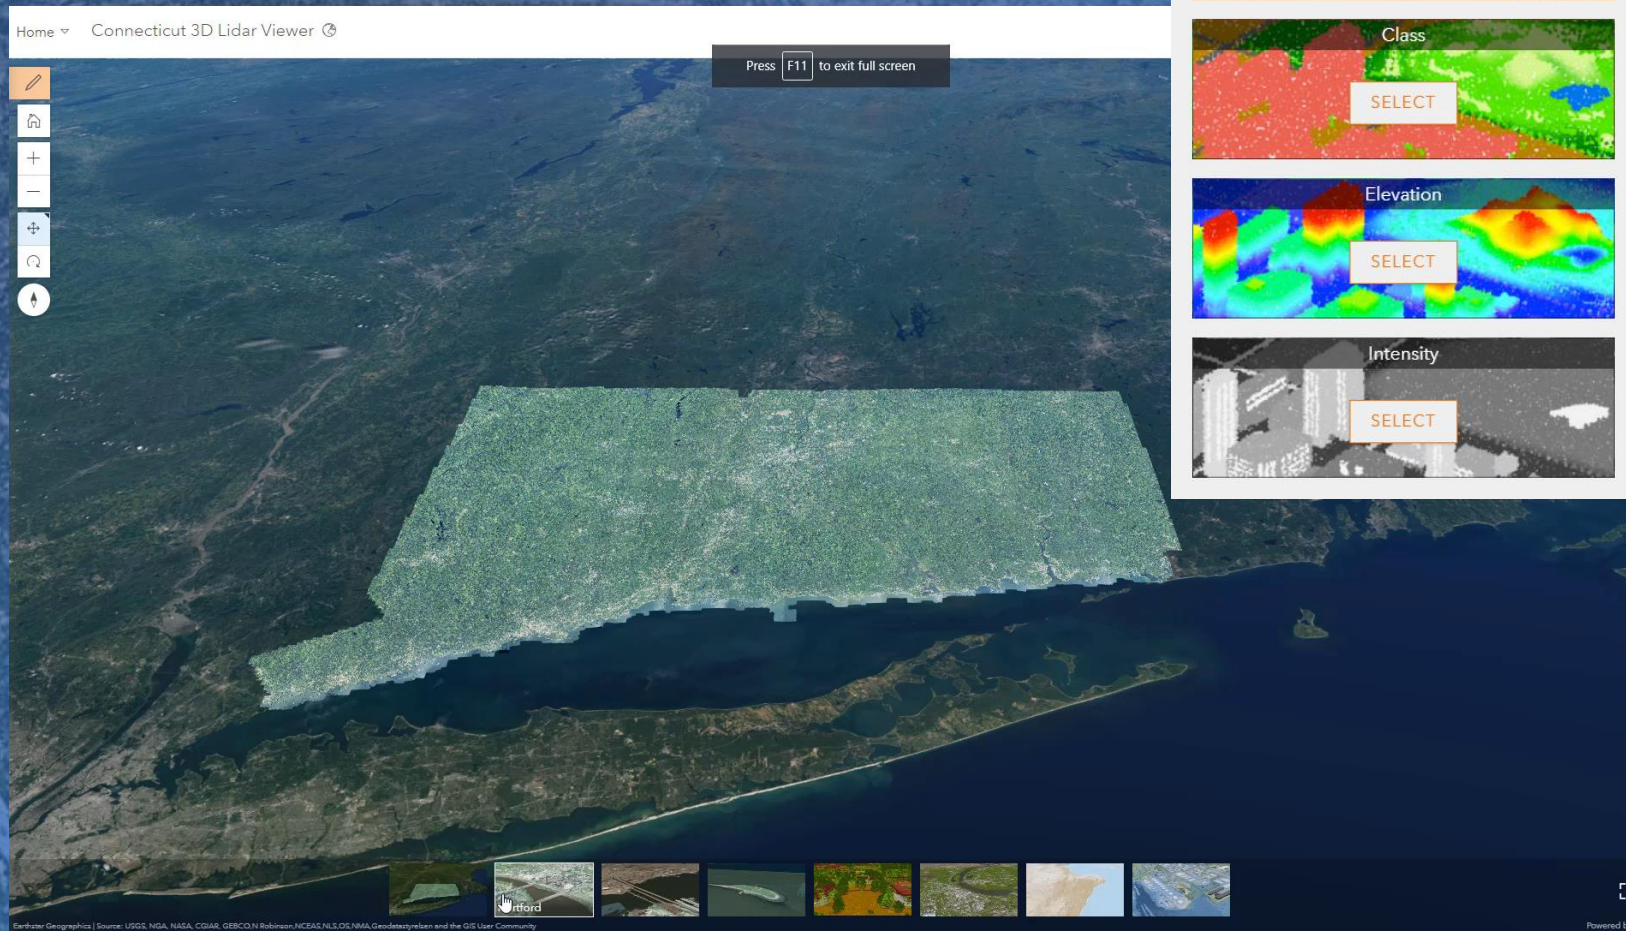 Home
Connecticut 3D Lidar Viewer
Press F11 to exit full screen
Class
SELECT
Elevation
SELECT
Intensity
SELECT
rtford
Earthstar Geographics | Source: USGS, NGA, NASA, CGIAR, GEBCO,N Robinson,NCEAS,NLS,OS,NMA,Geodatastyrelsen and the GIS User Community
Powered b